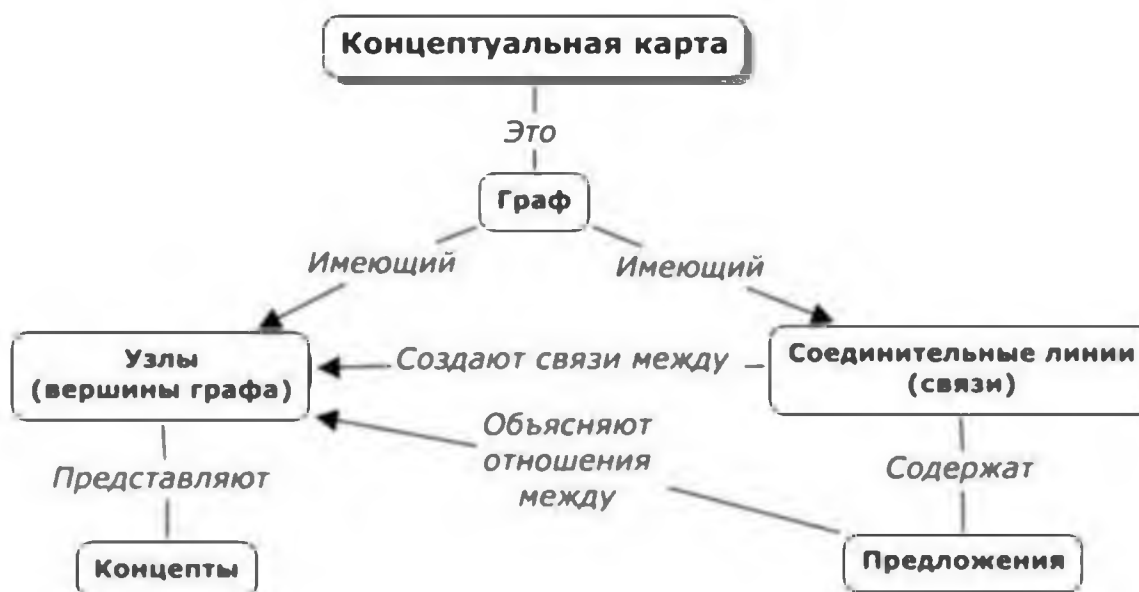 Концептуальная карта
Это
Граф
Имеющий
Имеющий
Узлы
(вершины графа)
Создают связи между
Соединительные линии
(связи)
Объясняют
отношения
между
Представляют
Содержат
Концепты
Предложения